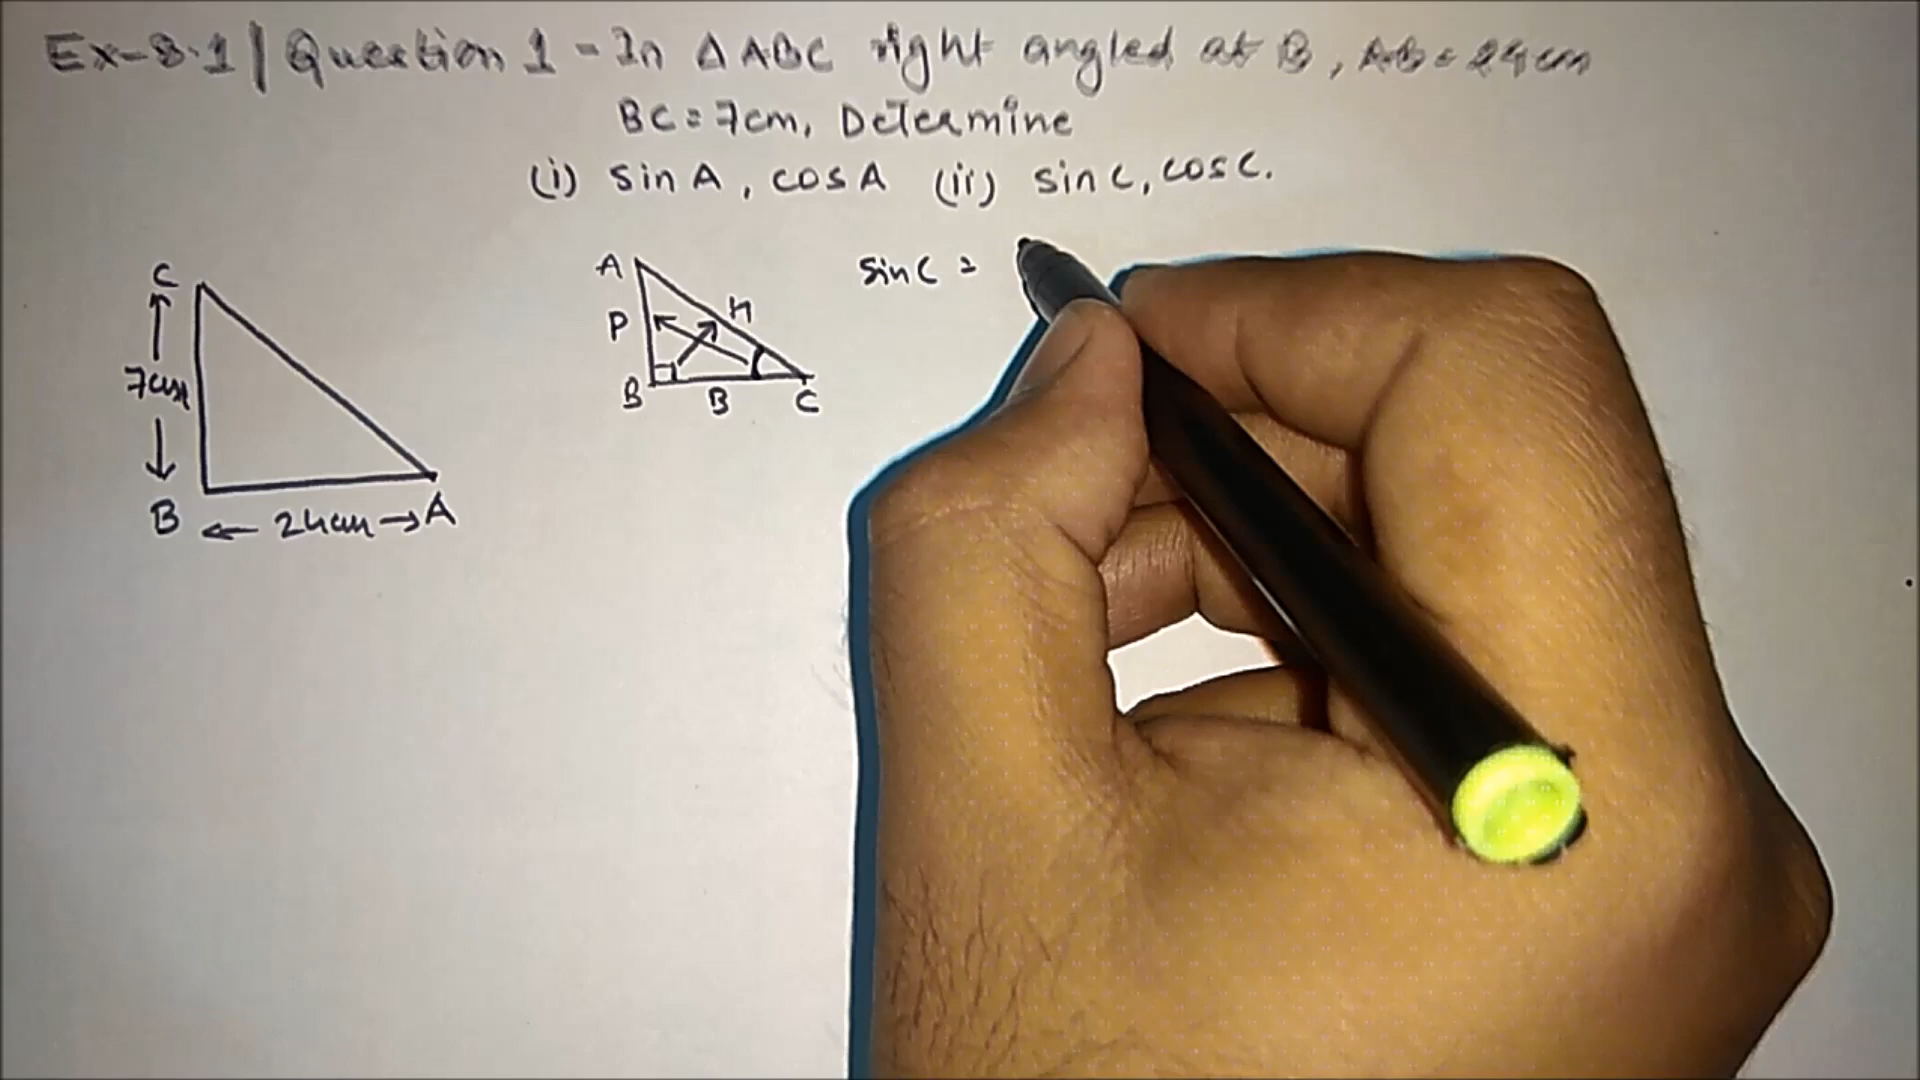 Ex-8.1 | Question 1 - In △ABC right angled at B, AB = 24cm
BC = 7cm, Determine
(i) sin A, cos A (ii) sin C, cos C.
C
7cm
B ← 24cm → A
A
P H
B B C
sin C =